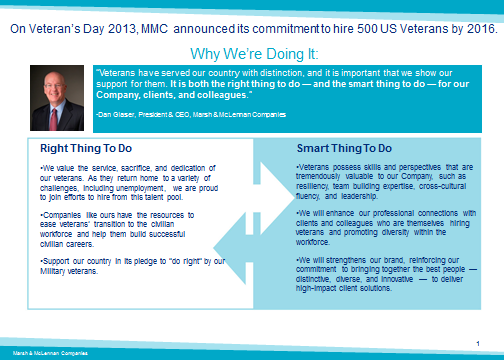 On Veteran's Day 2013, MMC announced its commitment to hire 500 US Veterans by 2016.
Why We're Doing It:
"Veterans have served our country with distinction, and it is important that we show our
support for them. It is both the right thing to do — and the smart thing to do — for our
Company, clients, and colleagues."
-Dan Glaser, President & CEO, Marsh & McLennan Companies
Right Thing To Do
•We value the service, sacrifice, and dedication of
our veterans. As they return home to a variety of
challenges, including unemployment, we are proud
to join efforts to hire from this talent pool.
•Companies like ours have the resources to
ease veterans' transition to the civilian
workforce and help them build successful
civilian careers.
•Support our country in its pledge to "do right" by our
Military veterans.
Smart Thing To Do
•Veterans possess skills and perspectives that are
tremendously valuable to our Company, such as
resiliency, team building expertise, cross-cultural
fluency, and leadership.
•We will enhance our professional connections with
clients and colleagues who are themselves hiring
veterans and promoting diversity within the
workforce.
•We will strengthens our brand, reinforcing our
commitment to bringing together the best people —
distinctive, diverse, and innovative — to deliver
high-impact client solutions.
1
Marsh & McLennan Companies